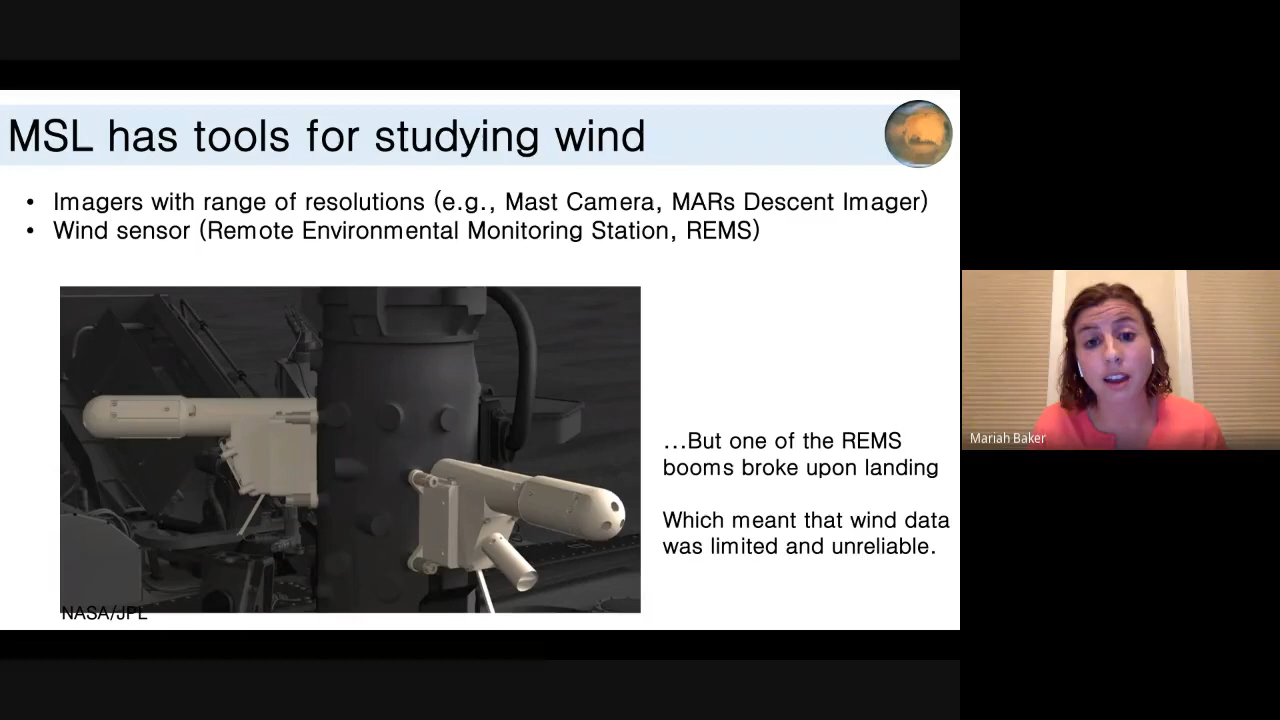 MSL has tools for studying wind
• Imagers with range of resolutions (e.g., Mast Camera, MARs Descent Imager)
• Wind sensor (Remote Environmental Monitoring Station, REMS)
...But one of the REMS
booms broke upon landing
Which meant that wind data
was limited and unreliable.
NASA/JPL
Mariah Baker